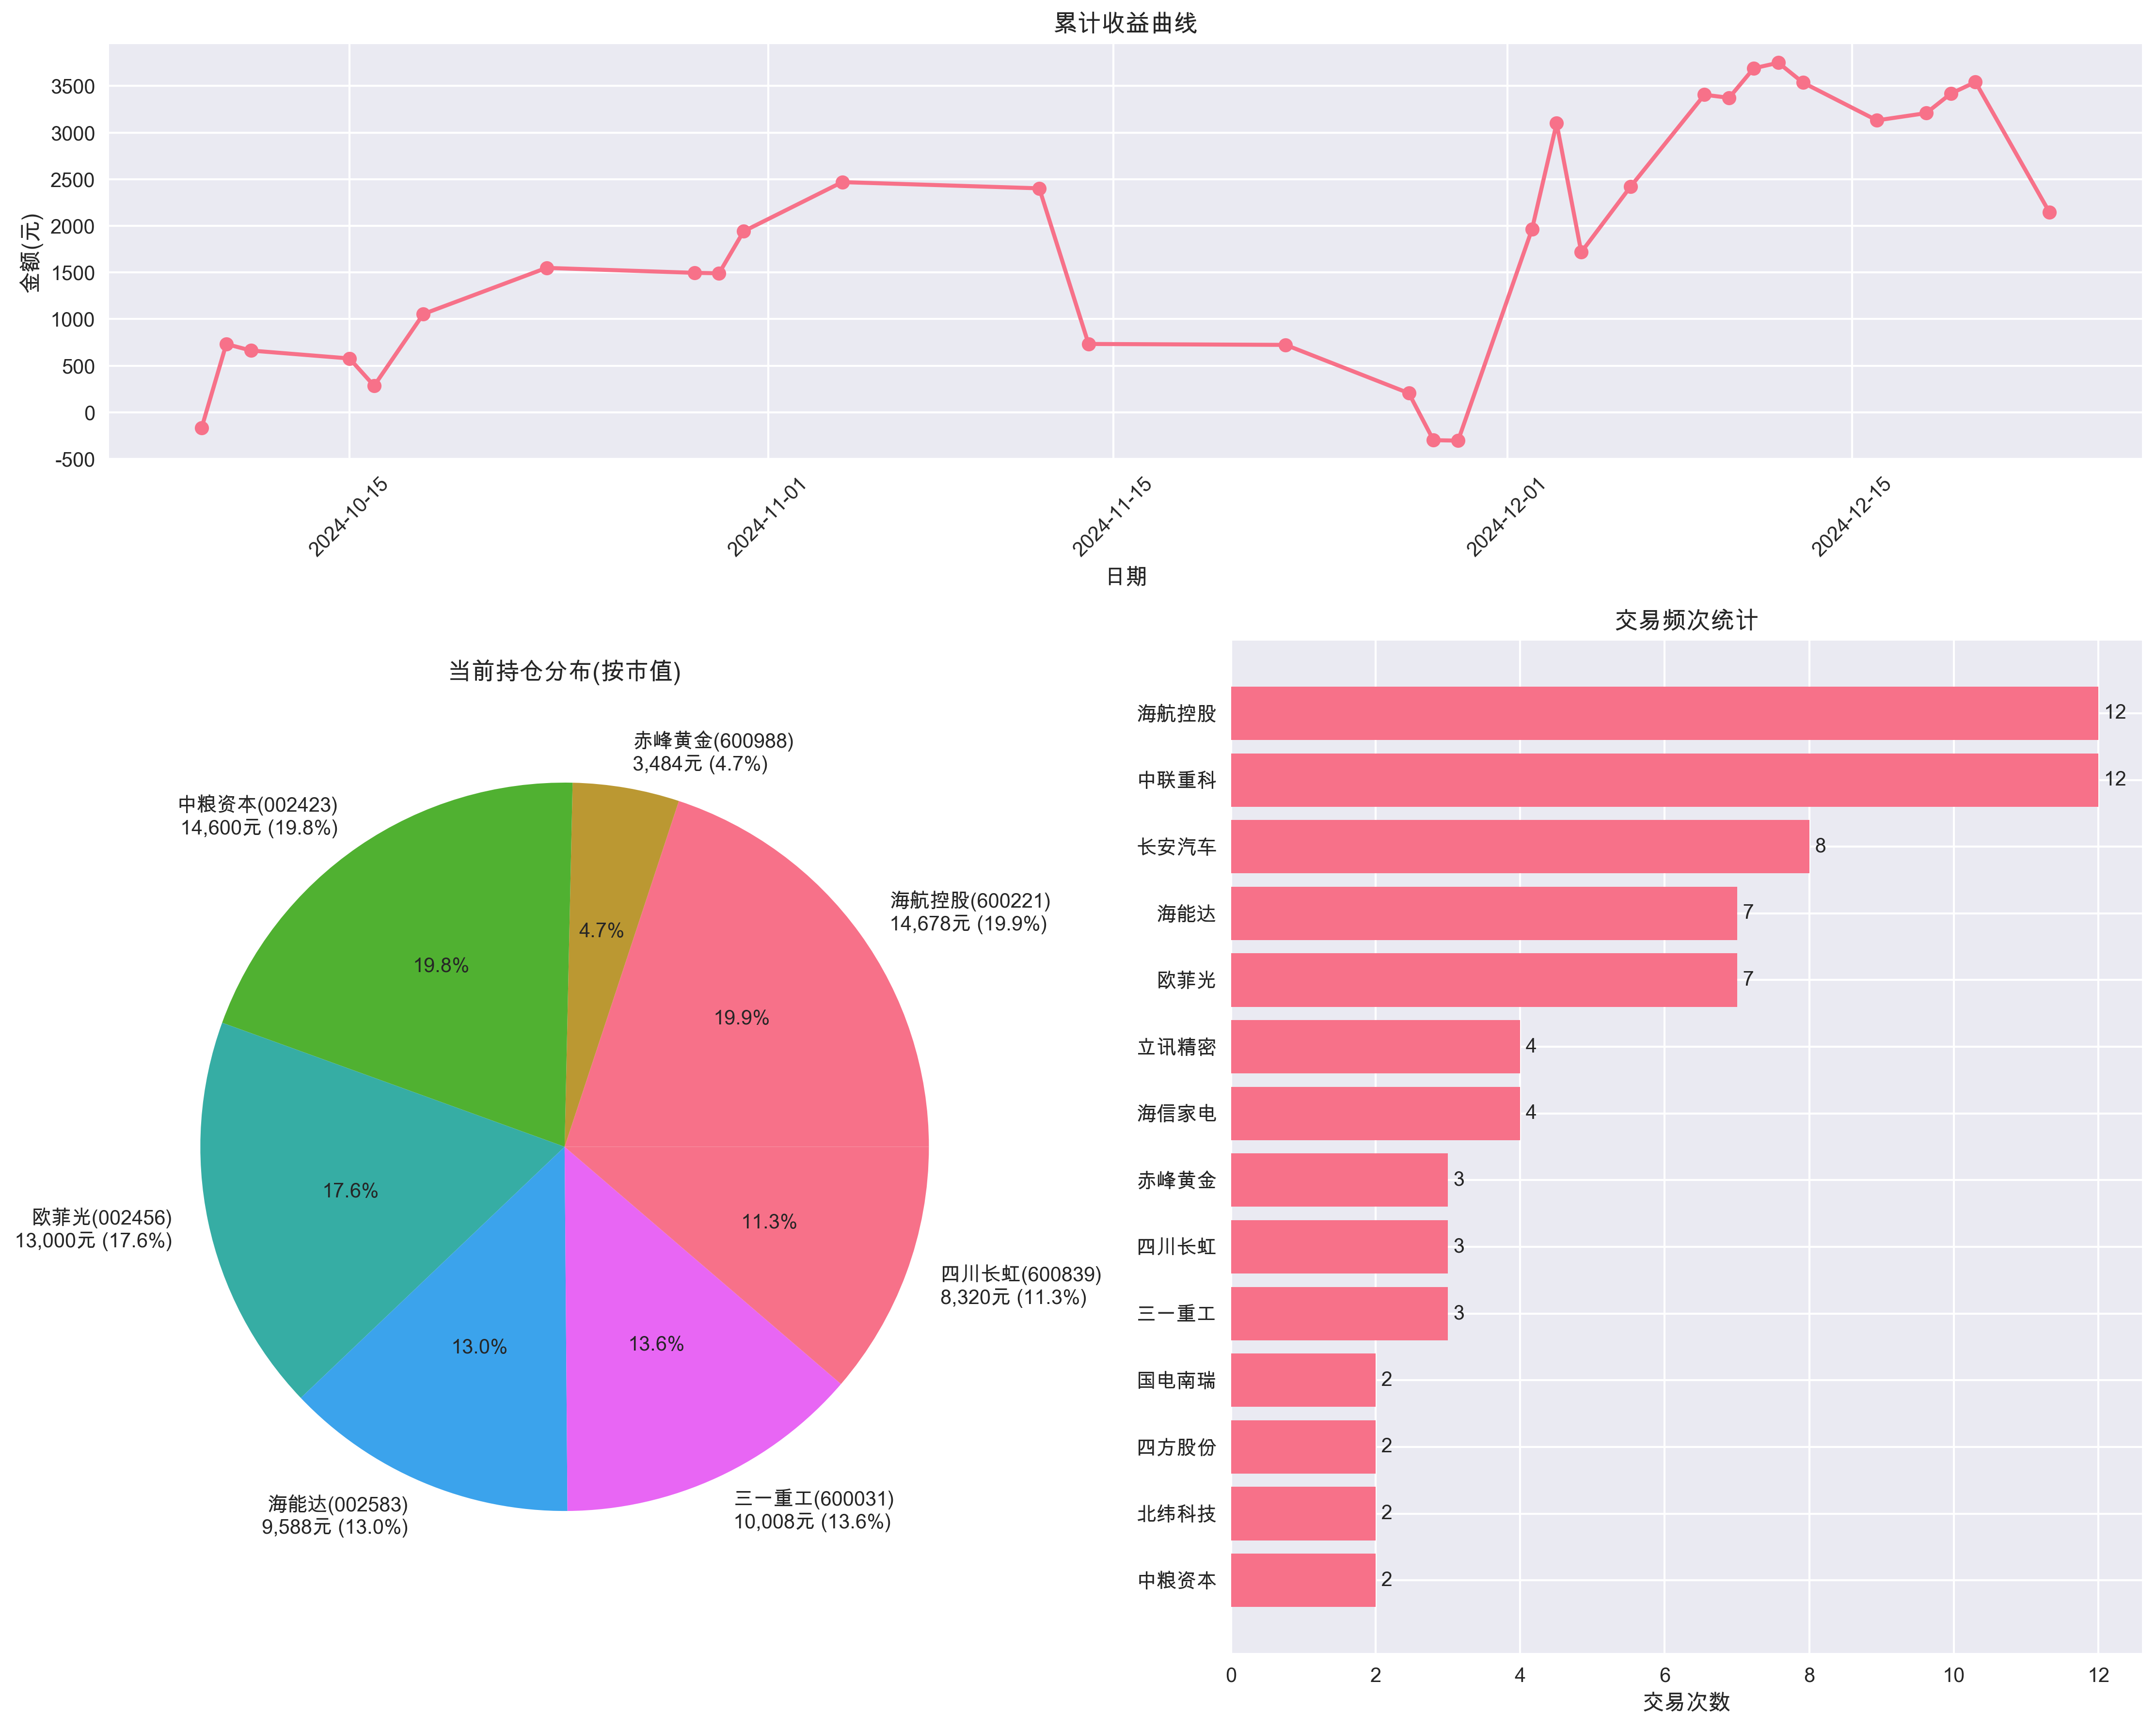 累计收益曲线
金额(元)
3500
3000
2500
2000
1500
1000
500
0
-500
2024-10-15
2024-11-01
2024-11-15
2024-12-01
2024-12-15
日期
当前持仓分布(按市值)
赤峰黄金(600988)
3,484元 (4.7%)
中粮资本(002423)
14,600元 (19.8%)
海航控股(600221)
14,678元 (19.9%)
4.7%
19.8%
19.9%
17.6%
11.3%
欧菲光(002456)
13,000元 (17.6%)
四川长虹(600839)
8,320元 (11.3%)
13.0%
13.6%
海能达(002583)
9,588元 (13.0%)
三一重工(600031)
10,008元 (13.6%)
交易频次统计
海航控股 12
中联重科 12
长安汽车 8
海能达 7
欧菲光 7
立讯精密 4
海信家电 4
赤峰黄金 3
四川长虹 3
三一重工 3
国电南瑞 2
四方股份 2
北纬科技 2
中粮资本 2
0 2 4 6 8 10 12
交易次数